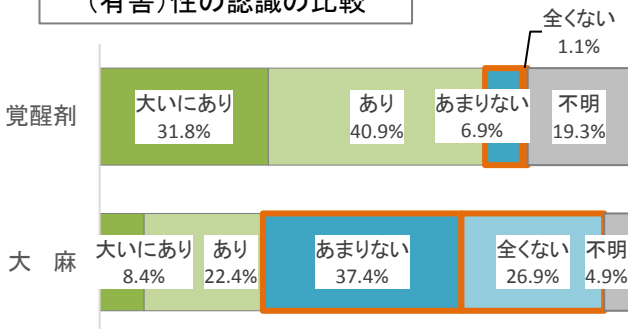 （有害）性の認識の比較
全くない
1.1%
覚醒剤
大いにあり
31.8%
あり
40.9%
あまりない
6.9%
不明
19.3%
大　麻
大いにあり
8.4%
あり
22.4%
あまりない
37.4%
全くない
26.9%
不明
4.9%